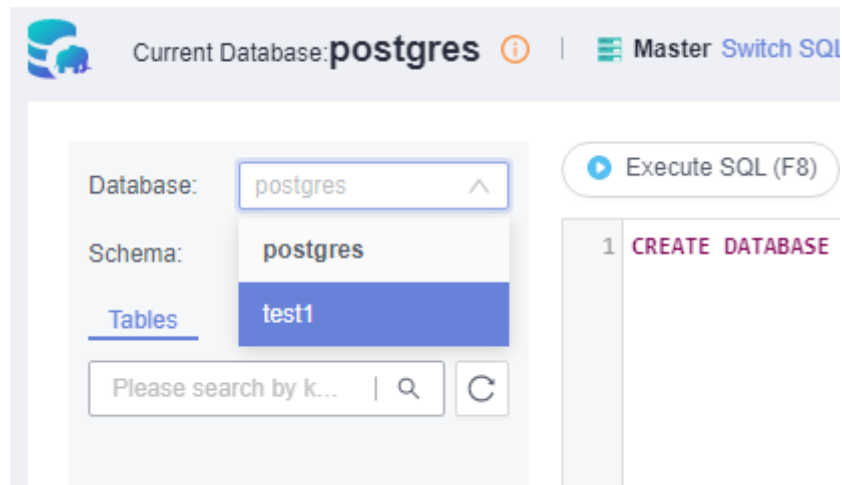 Current Database:postgres | Master Switch SQL
Database: postgres
Execute SQL (F8)
Schema:
postgres
test1
Tables
Please search by k... |
1 CREATE DATABASE